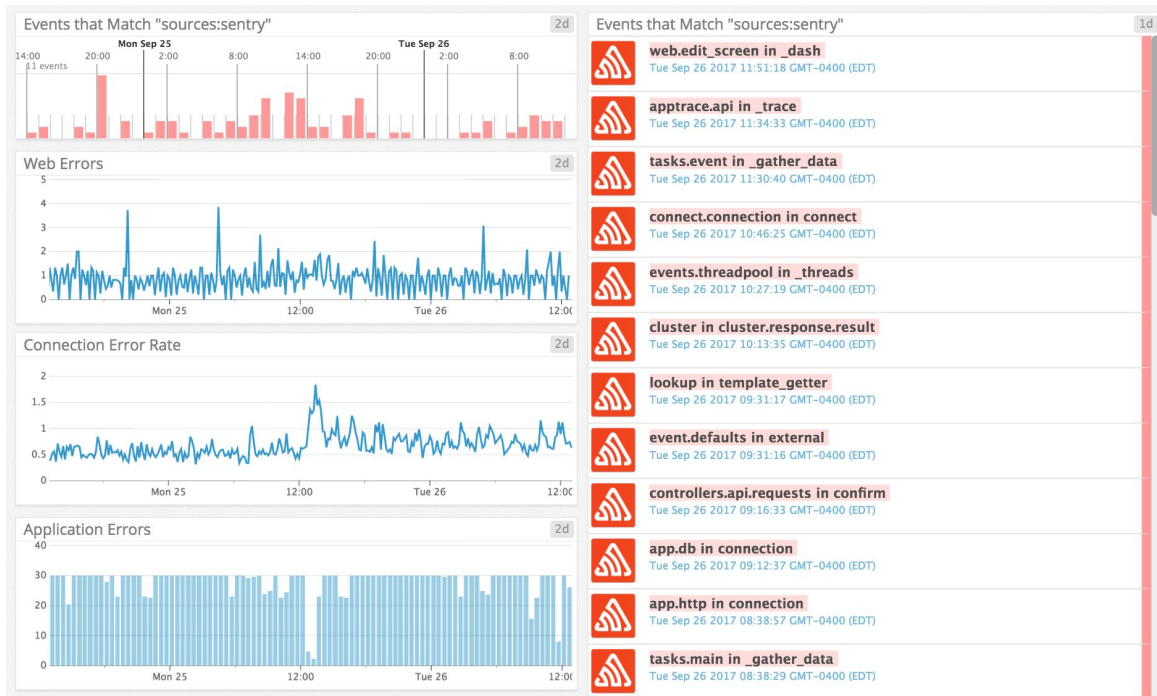 Events that Match "sources:sentry"
2d
Mon Sep 25
Tue Sep 26
14:00
20:00
2:00
8:00
14:00
20:00
2:00
8:00
11 events
Web Errors
2d
5
4
3
2
1
0
Mon 25
12:00
Tue 26
12:00
Connection Error Rate
2d
2
1.5
1
0.5
0
Mon 25
12:00
Tue 26
12:00
Application Errors
2d
40
30
20
10
0
Mon 25
12:00
Tue 26
12:00
Events that Match "sources:sentry"
1d
web.edit_screen in _dash
Tue Sep 26 2017 11:51:18 GMT-0400 (EDT)
apptrace.api in _trace
Tue Sep 26 2017 11:34:33 GMT-0400 (EDT)
tasks.event in _gather_data
Tue Sep 26 2017 11:30:40 GMT-0400 (EDT)
connect.connection in connect
Tue Sep 26 2017 10:46:25 GMT-0400 (EDT)
events.threadpool in _threads
Tue Sep 26 2017 10:27:19 GMT-0400 (EDT)
cluster in cluster.response.result
Tue Sep 26 2017 10:13:35 GMT-0400 (EDT)
lookup in template_getter
Tue Sep 26 2017 09:31:17 GMT-0400 (EDT)
event.defaults in external
Tue Sep 26 2017 09:31:16 GMT-0400 (EDT)
controllers.api.requests in confirm
Tue Sep 26 2017 09:16:33 GMT-0400 (EDT)
app.db in connection
Tue Sep 26 2017 09:12:37 GMT-0400 (EDT)
app.http in connection
Tue Sep 26 2017 08:38:57 GMT-0400 (EDT)
tasks.main in _gather_data
Tue Sep 26 2017 08:38:29 GMT-0400 (EDT)